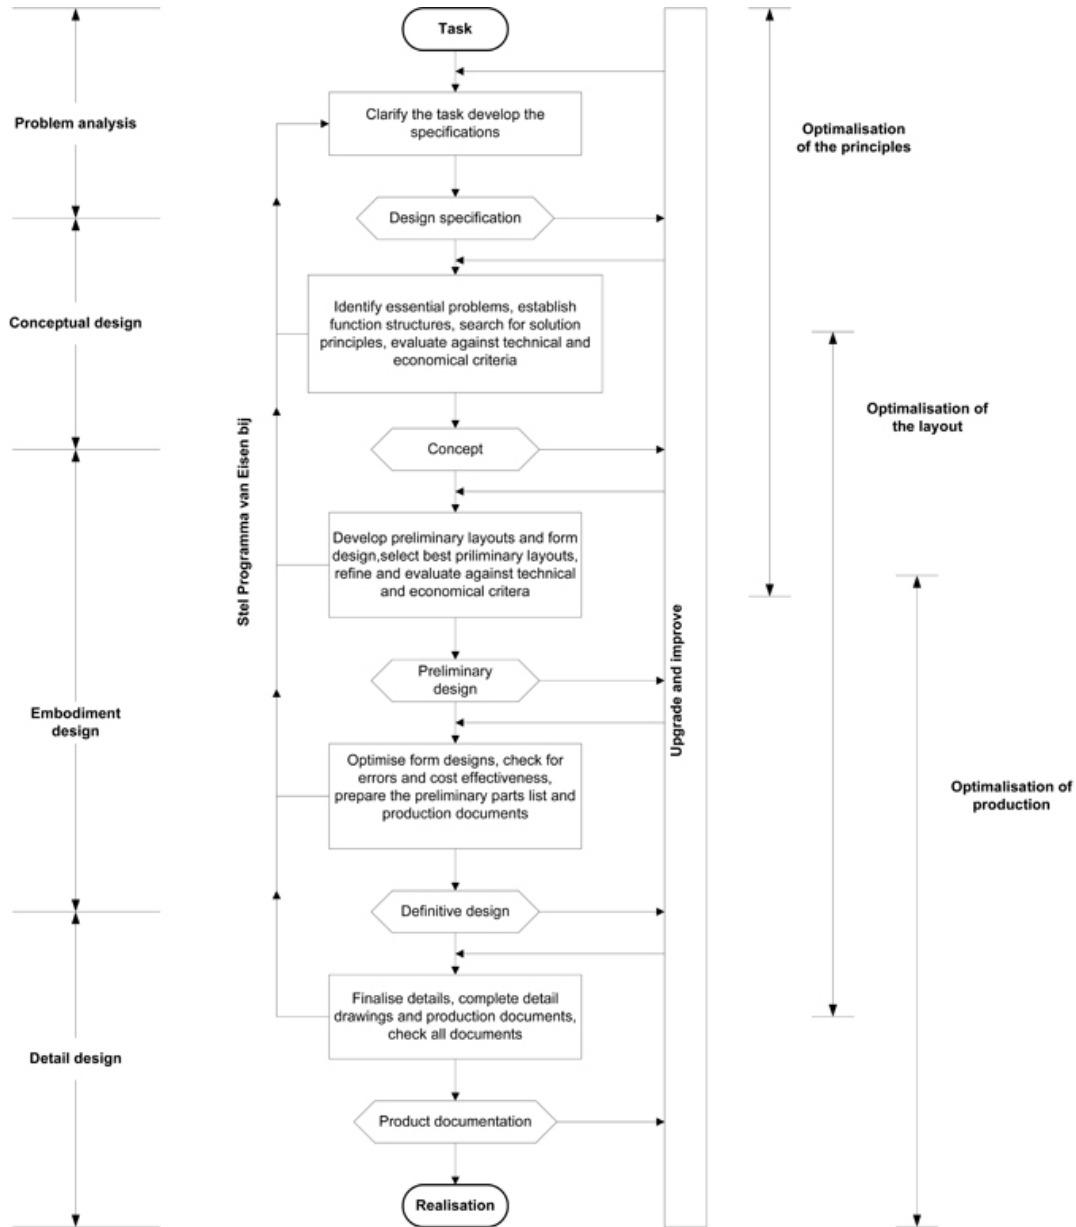 Task
Problem analysis
Clarify the task develop the
specifications
Optimalisation
of the principles
Design specification
Conceptual design
Identify essential problems, establish
function structures, search for solution
principles, evaluate against technical and
economical criteria
Optimalisation of
the layout
Concept
Stel Programma van Eisen bij
Develop preliminary layouts and form
design,select best priliminary layouts,
refine and evaluate against technical
and economical critera
Upgrade and improve
Preliminary
design
Embodiment
design
Optimise form designs, check for
errors and cost effectiveness,
prepare the preliminary parts list and
production documents
Optimalisation of
production
Definitive design
Finalise details, complete detail
drawings and production documents,
check all documents
Detail design
Product documentation
Realisation